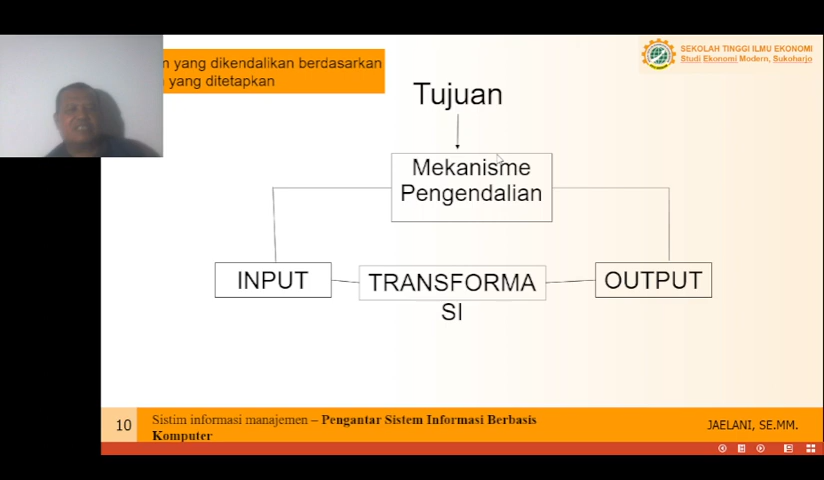 yang dikendalikan berdasarkan
yang ditetapkan
SEKOLAH TINGGI ILMU EKONOMI
Studi Ekonomi Modern, Sukoharjo
Tujuan
Mekanisme
Pengendalian
INPUT
TRANSFORMA
SI
OUTPUT
10
Sistim informasi manajemen – Pengantar Sistem Informasi Berbasis
Komputer
JAELANI, SE.MM.